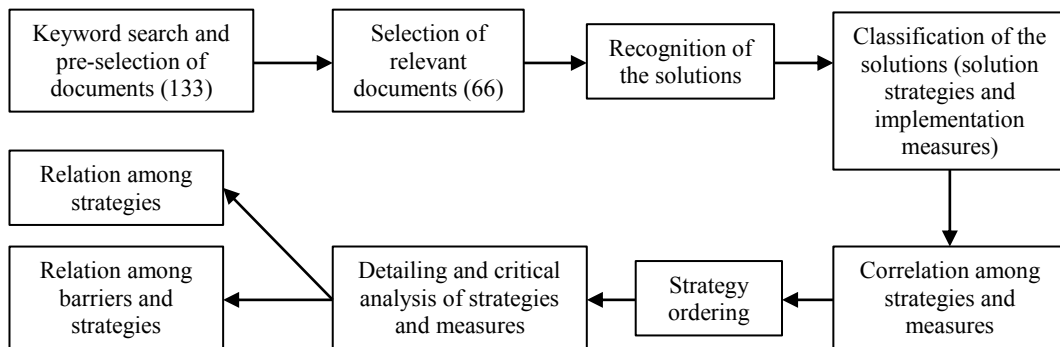 Keyword search and
pre-selection of
documents (133)
Selection of
relevant
documents (66)
Recognition of
the solutions
Classification of the
solutions (solution
strategies and
implementation
measures)
Relation among
strategies
Relation among
barriers and
strategies
Detailing and critical
analysis of strategies
and measures
Strategy
ordering
Correlation among
strategies and
measures